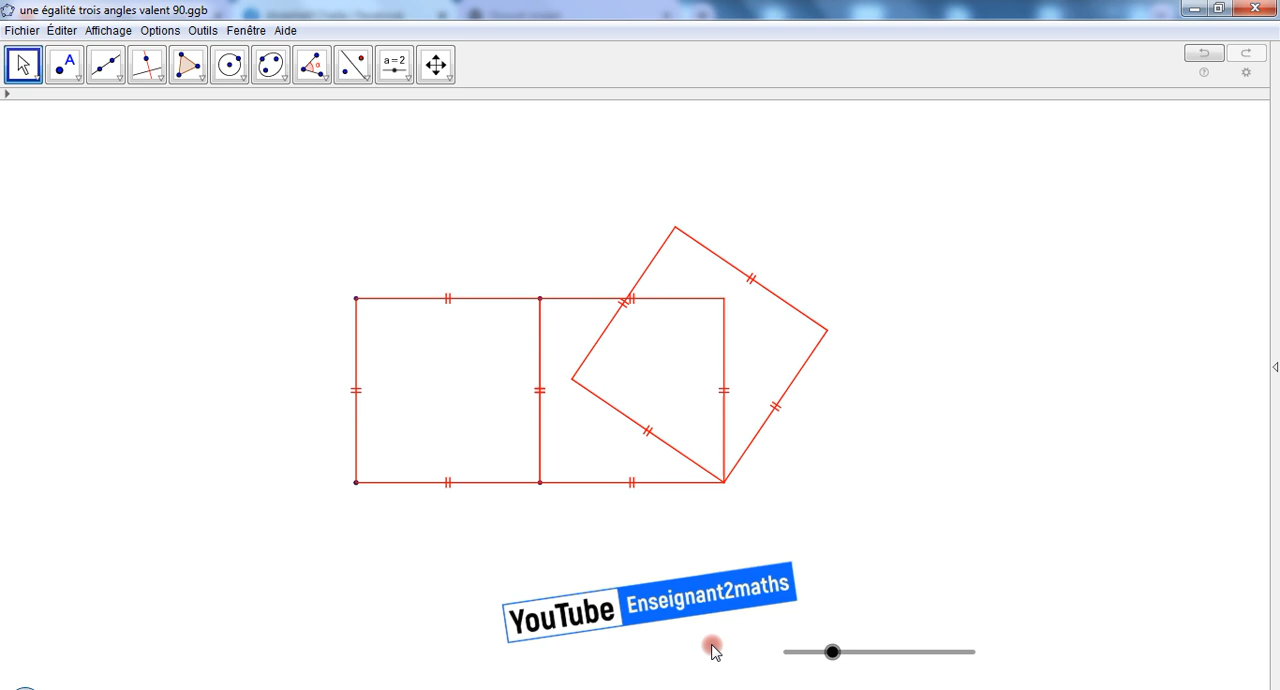 une égalité trois angles valent 90.ggb
Fichier Éditer Affichage Options Outils Fenêtre Aide
A
α
a=2
YouTube Enseignant2maths